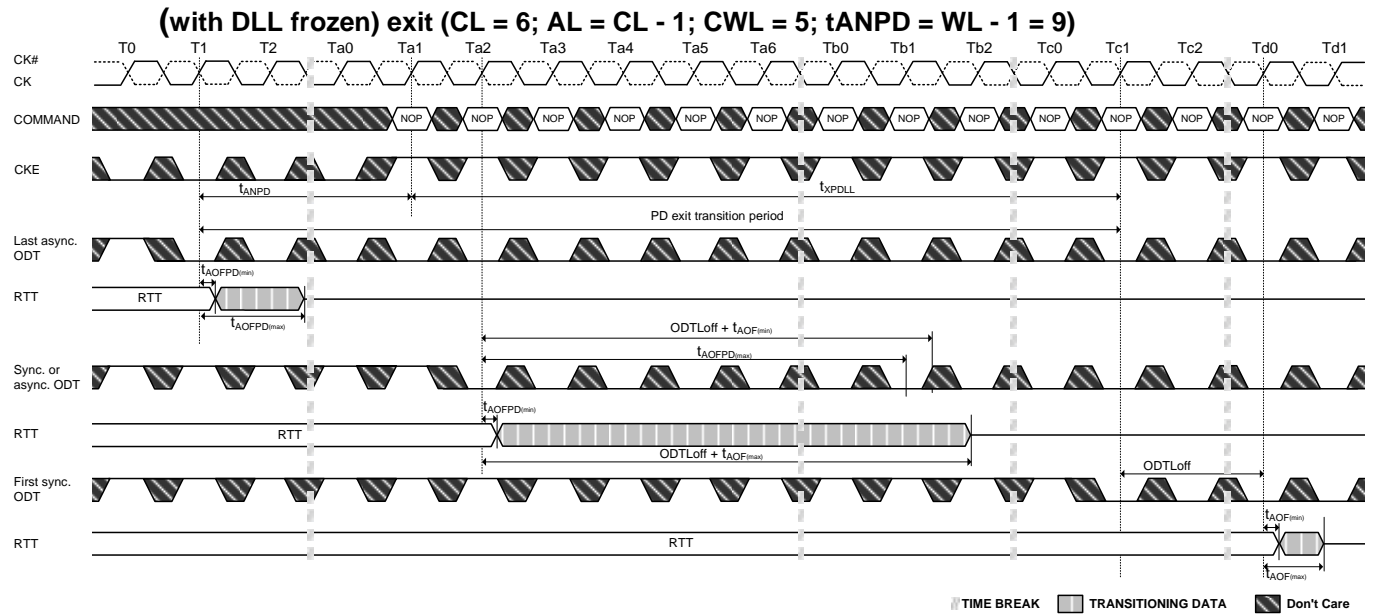 (with DLL frozen) exit (CL = 6; AL = CL - 1; CWL = 5; tANPD = WL - 1 = 9)
T0 T1 T2 Ta0 Ta1 Ta2 Ta3 Ta4 Ta5 Ta6 Tb0 Tb1 Tb2 Tc0 Tc1 Tc2 Td0 Td1
CK#
CK
COMMAND NOP NOP NOP NOP NOP NOP NOP NOP NOP NOP NOP NOP NOP NOP
CKE
tANPD tXPDLL
PD exit transition period
Last async.
ODT
tAOFPD(min)
RTT RTT
tAOFPD(max)
ODTLoff + tAOF(min)
tAOFPD(max)
Sync. or
async. ODT
tAOFPD(min)
RTT RTT
ODTLoff + tAOF(max)
ODTLoff
First sync.
ODT
tAOF(min)
RTT RTT
tAOF(max)
TIME BREAK TRANSITIONING DATA Don't Care